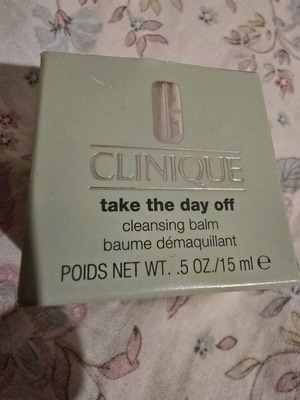 CLINIQUE
take the day off
cleansing balm
baume démaquillant
POIDS NET WT. .5 OZ./15 ml ℮